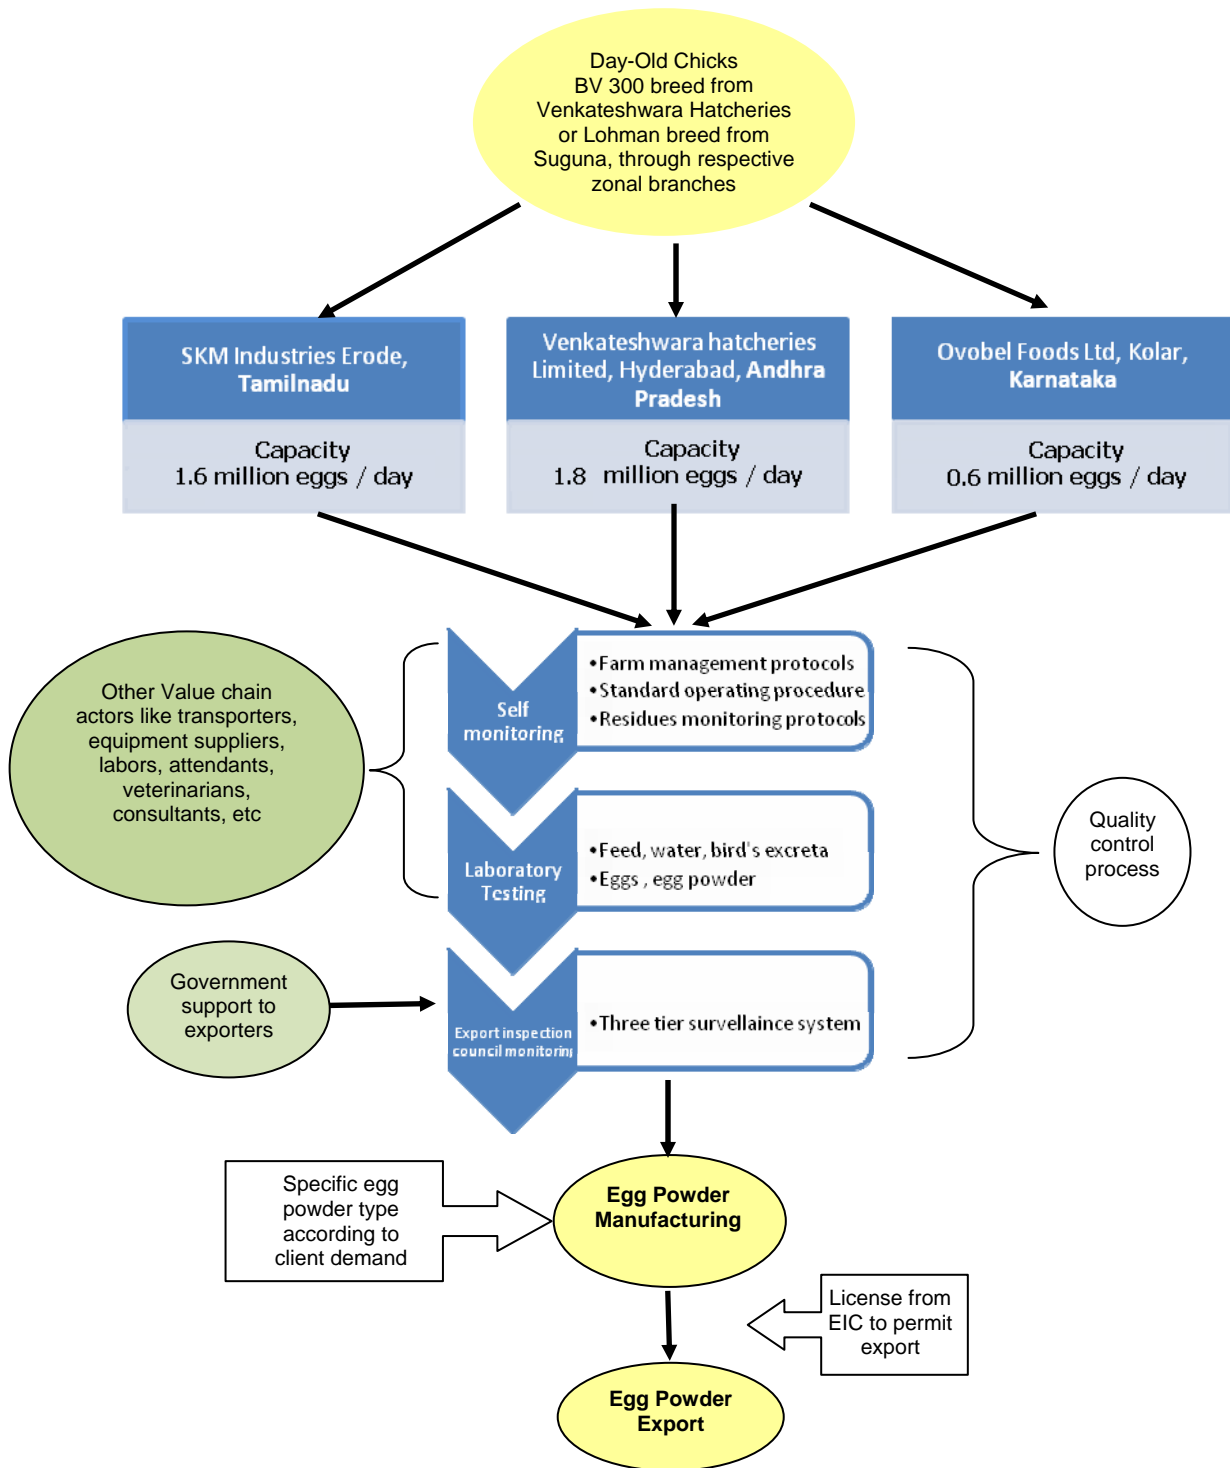 Day-Old Chicks
BV 300 breed from
Venkateshwara Hatcheries
or Lohman breed from
Suguna, through respective
zonal branches
SKM Industries Erode,
Tamilnadu
Capacity
1.6 million eggs / day
Venkateshwara hatcheries
Limited, Hyderabad, Andhra
Pradesh
Capacity
1.8 million eggs / day
Ovobel Foods Ltd, Kolar,
Karnataka
Capacity
0.6 million eggs / day
Other Value chain
actors like transporters,
equipment suppliers,
labors, attendants,
veterinarians,
consultants, etc
Self
monitoring
•Farm management protocols
•Standard operating procedure
•Residues monitoring protocols
Laboratory
Testing
•Feed, water, bird's excreta
•Eggs , egg powder
Quality
control
process
Government
support to
exporters
Export inspection
council monitoring
•Three tier survellaince system
Specific egg
powder type
according to
client demand
Egg Powder
Manufacturing
License from
EIC to permit
export
Egg Powder
Export